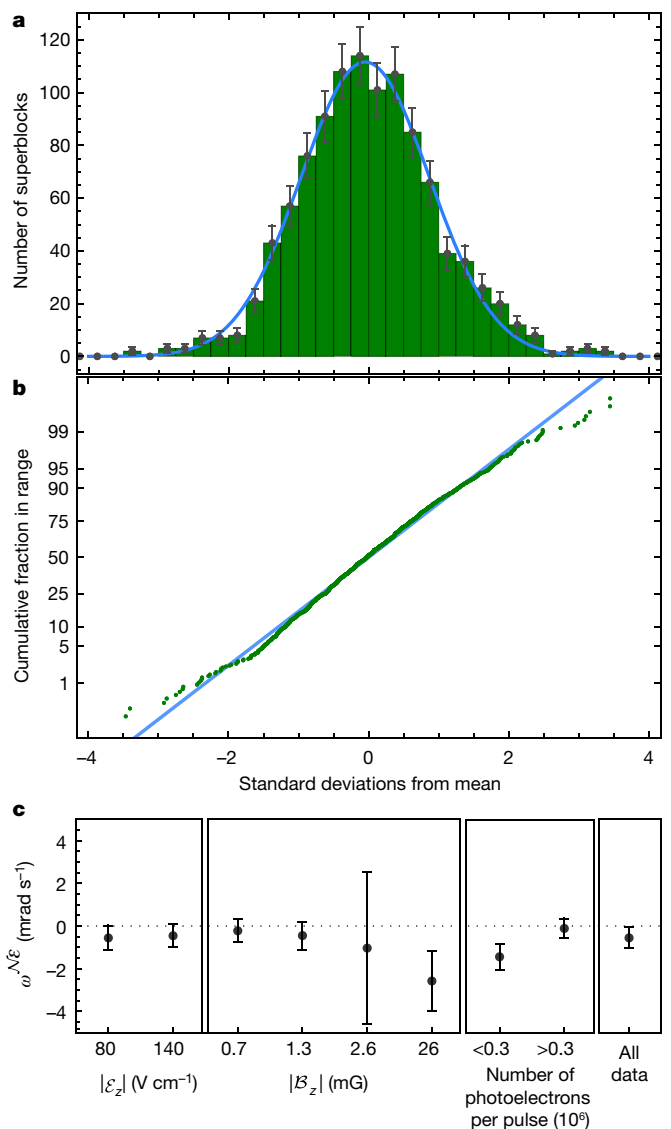 a
120
100
80
60
40
20
0
Number of superblocks
b
99
95
90
75
50
25
10
5
1
Cumulative fraction in range
−4 −2 0 2 4
Standard deviations from mean
c
4
2
0
−2
−4
ω^𝒩ℰ (mrad s⁻¹)
80 140 0.7 1.3 2.6 26 <0.3 >0.3 All
data
|ℰz| (V cm⁻¹) |ℬz| (mG) Number of
photoelectrons
per pulse (10⁶)